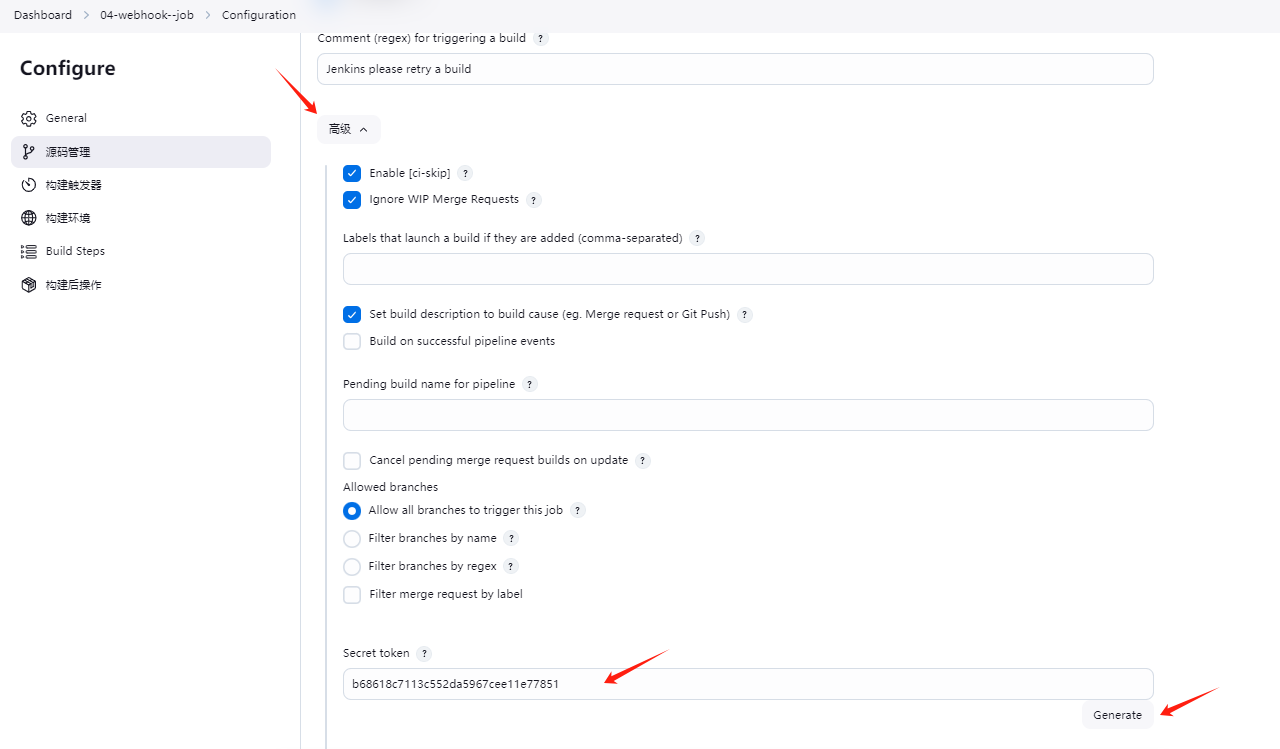 Dashboard > 04-webhook--job > Configuration
Configure
General
源码管理
构建触发器
构建环境
Build Steps
构建后操作
Comment (regex) for triggering a build ?
Jenkins please retry a build
高级
Enable [ci-skip] ?
Ignore WIP Merge Requests ?
Labels that launch a build if they are added (comma-separated) ?
Set build description to build cause (eg. Merge request or Git Push) ?
Build on successful pipeline events
Pending build name for pipeline ?
Cancel pending merge request builds on update ?
Allowed branches
Allow all branches to trigger this job ?
Filter branches by name ?
Filter branches by regex ?
Filter merge request by label
Secret token ?
b68618c7113c552da5967cee11e77851
Generate